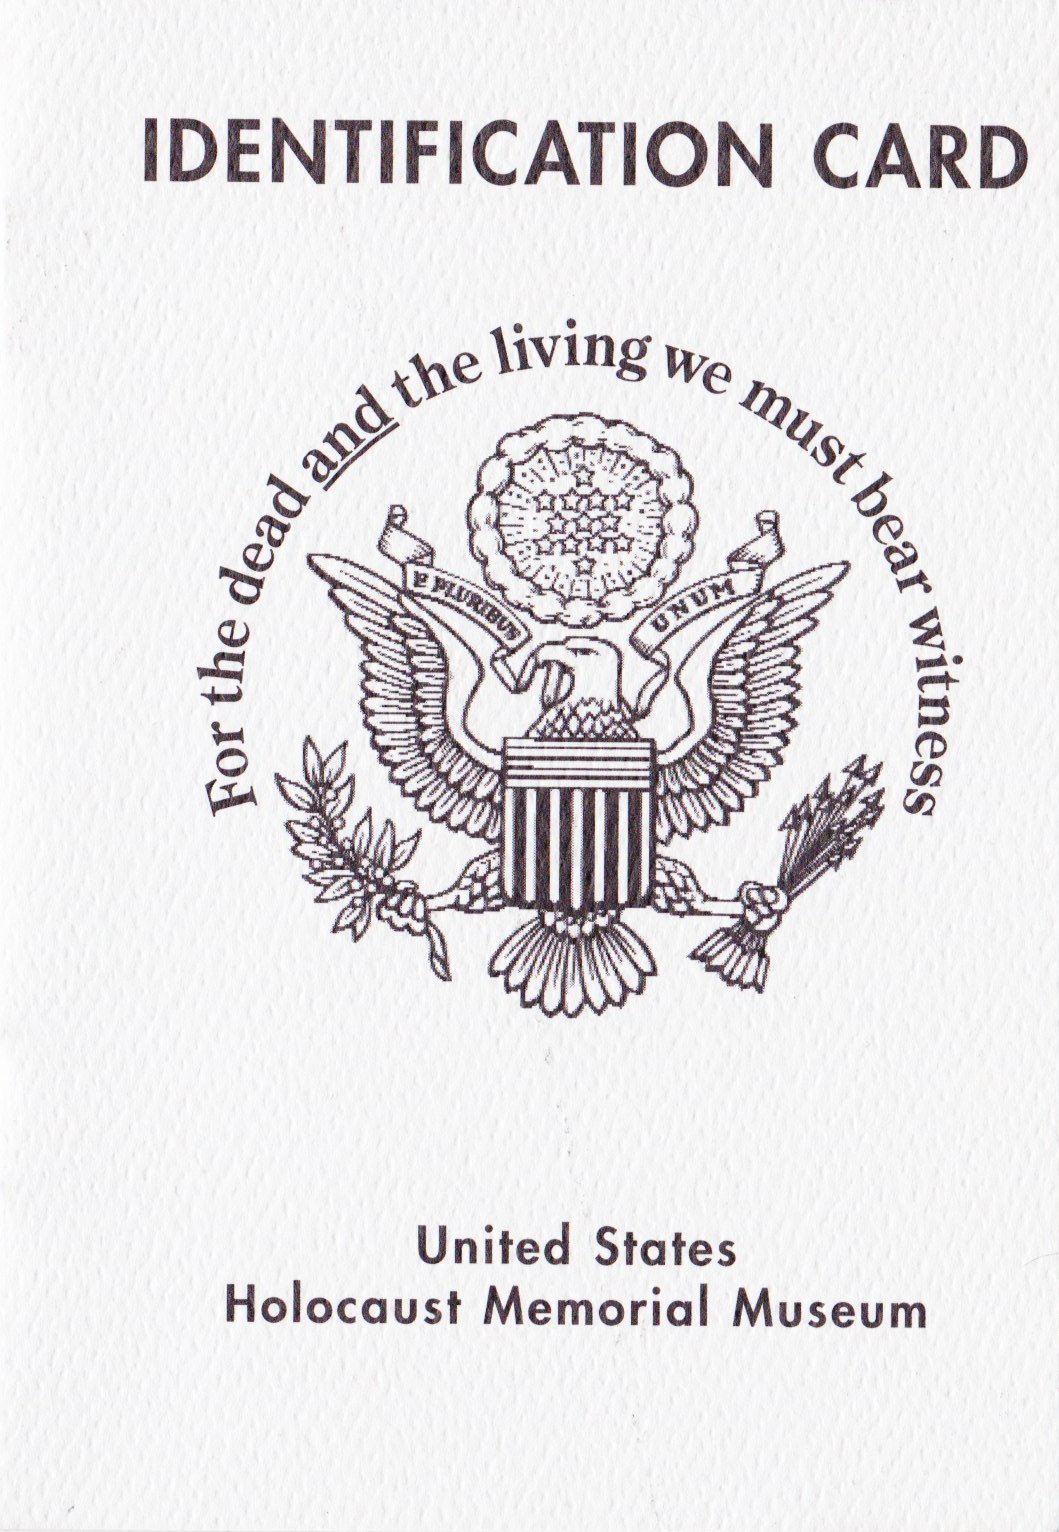 IDENTIFICATION CARD
For the dead and the living we must bear witness
E PLURIBUS UNUM
United States
Holocaust Memorial Museum